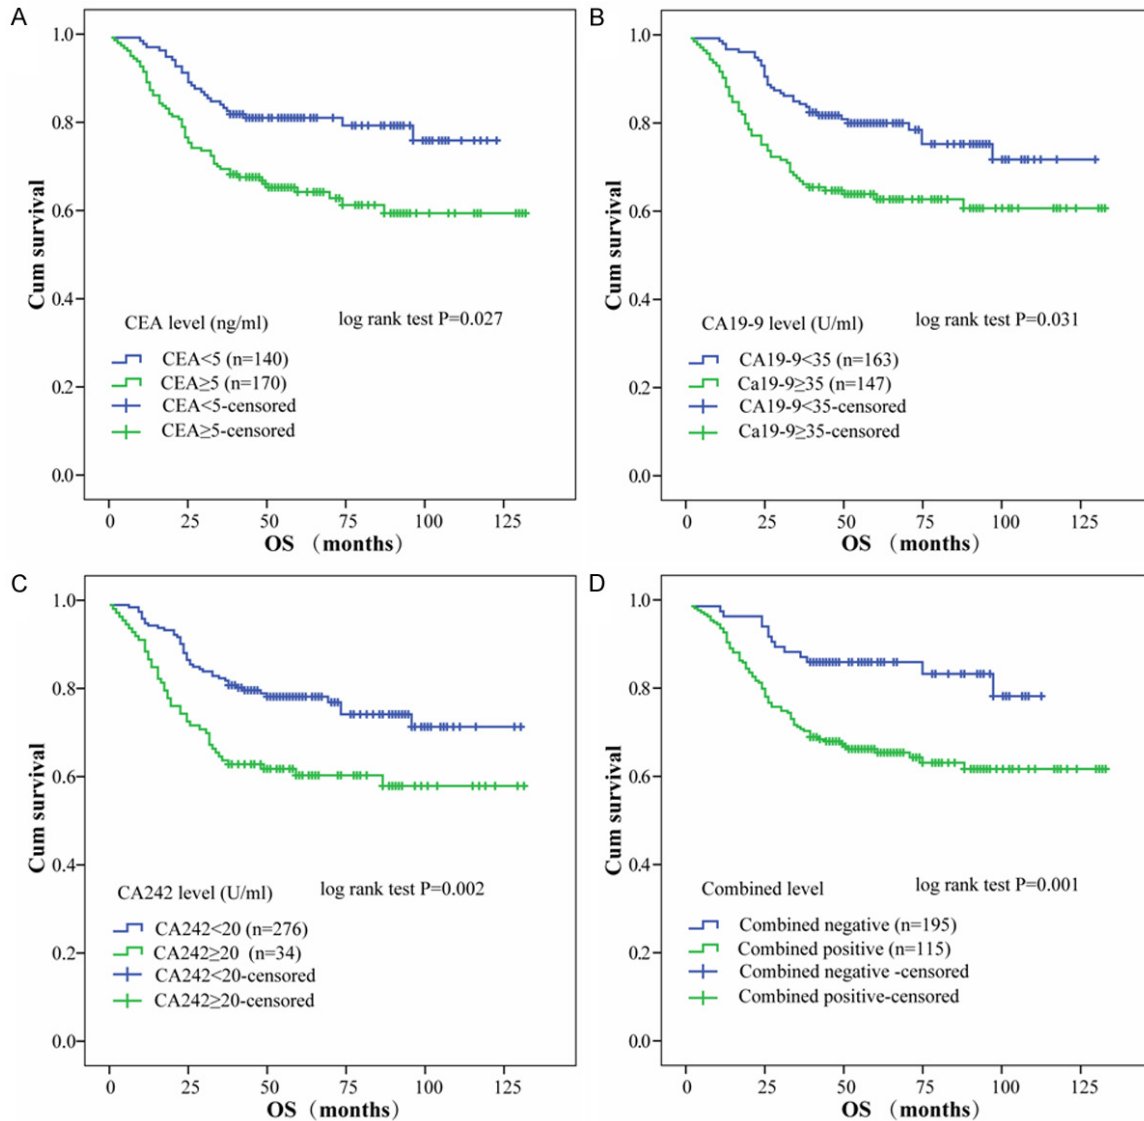 A
1.0
0.8
0.6
0.4
0.2
0.0
Cum survival
CEA level (ng/ml)
log rank test P=0.027
CEA<5 (n=140)
CEA≥5 (n=170)
CEA<5-censored
CEA≥5-censored
0 25 50 75 100 125
OS （months）
B
1.0
0.8
0.6
0.4
0.2
0.0
Cum survival
CA19-9 level (U/ml)
log rank test P=0.031
CA19-9<35 (n=163)
Ca19-9≥35 (n=147)
CA19-9<35-censored
Ca19-9≥35-censored
0 25 50 75 100 125
OS （months）
C
1.0
0.8
0.6
0.4
0.2
0.0
Cum survival
CA242 level (U/ml)
log rank test P=0.002
CA242<20 (n=276)
CA242≥20 (n=34)
CA242<20-censored
CA242≥20-censored
0 25 50 75 100 125
OS （months）
D
1.0
0.8
0.6
0.4
0.2
0.0
Cum survival
Combined level
log rank test P=0.001
Combined negative (n=195)
Combined positive (n=115)
Combined negative -censored
Combined positive-censored
0 25 50 75 100 125
OS （months）